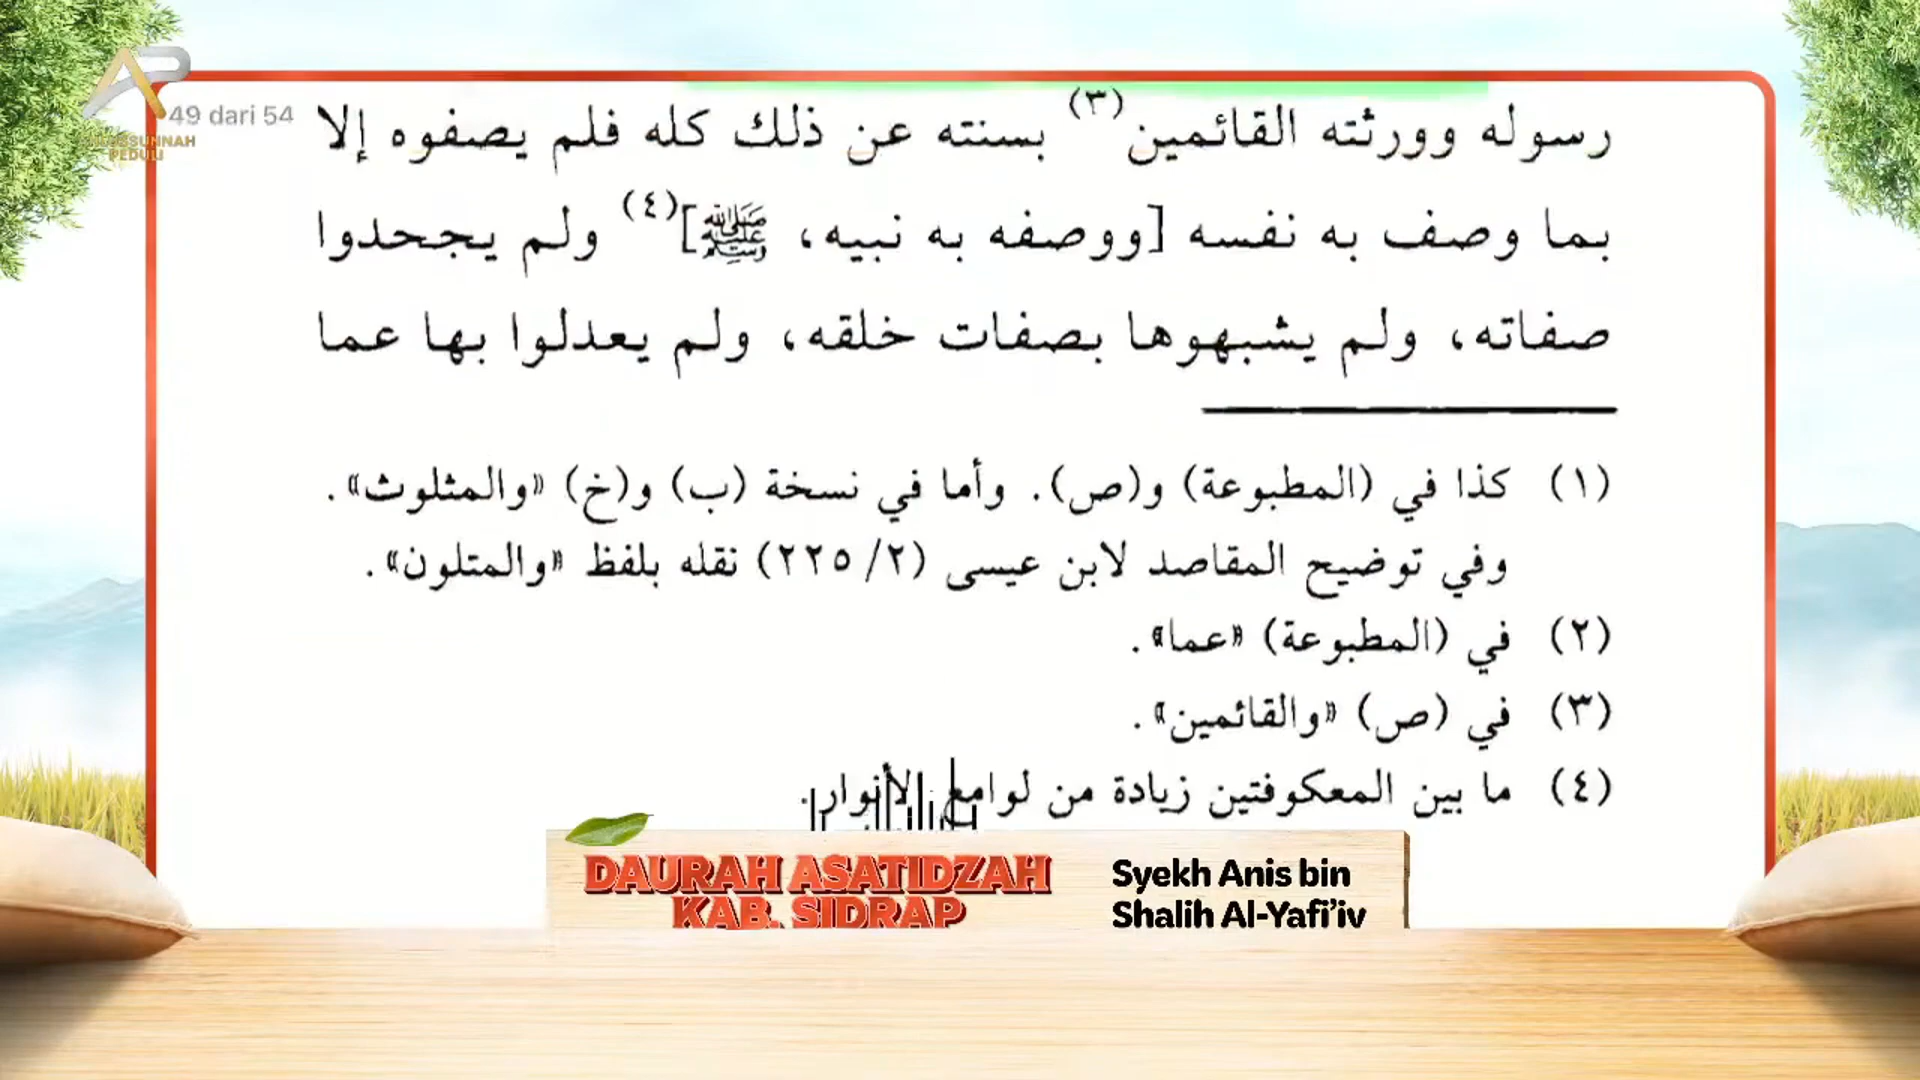 49 dari 54
PEDULI
رسوله وورثته القائمين(٣) بسنته عن ذلك كله فلم يصفوه إلا
بما وصف به نفسه [ووصفه به نبيه، ﷺ](٤) ولم يجحدوا
صفاته، ولم يشبهوها بصفات خلقه، ولم يعدلوا بها عما
(١) كذا في (المطبوعة) و(ص). وأما في نسخة (ب) و(خ) «والمثلوث».
وفي توضيح المقاصد لابن عيسى (٢/ ٢٢٥) نقله بلفظ «والمتلون».
(٢) في (المطبوعة) «عما».
(٣) في (ص) «والقائمين».
(٤) ما بين المعكوفتين زيادة من لوامع الأنوار.
DAURAH ASATIDZAH
KAB. SIDRAP
Syekh Anis bin
Shalih Al-Yafi'iy